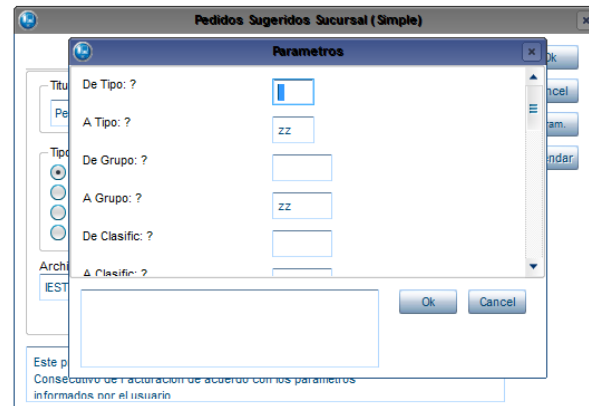 Pedidos Sugeridos Sucursal (Simple)
Parametros
De Tipo: ?
A Tipo: ?
zz
De Grupo: ?
A Grupo: ?
zz
De Clasific: ?
A Clasific: ?
Ok
Cancel
Titu
Pe
Tipo
Archi
IEST
Ok
ncel
ram.
endar
Este p
Consecutivo de Facturación de acuerdo con los parámetros
informados por el usuario